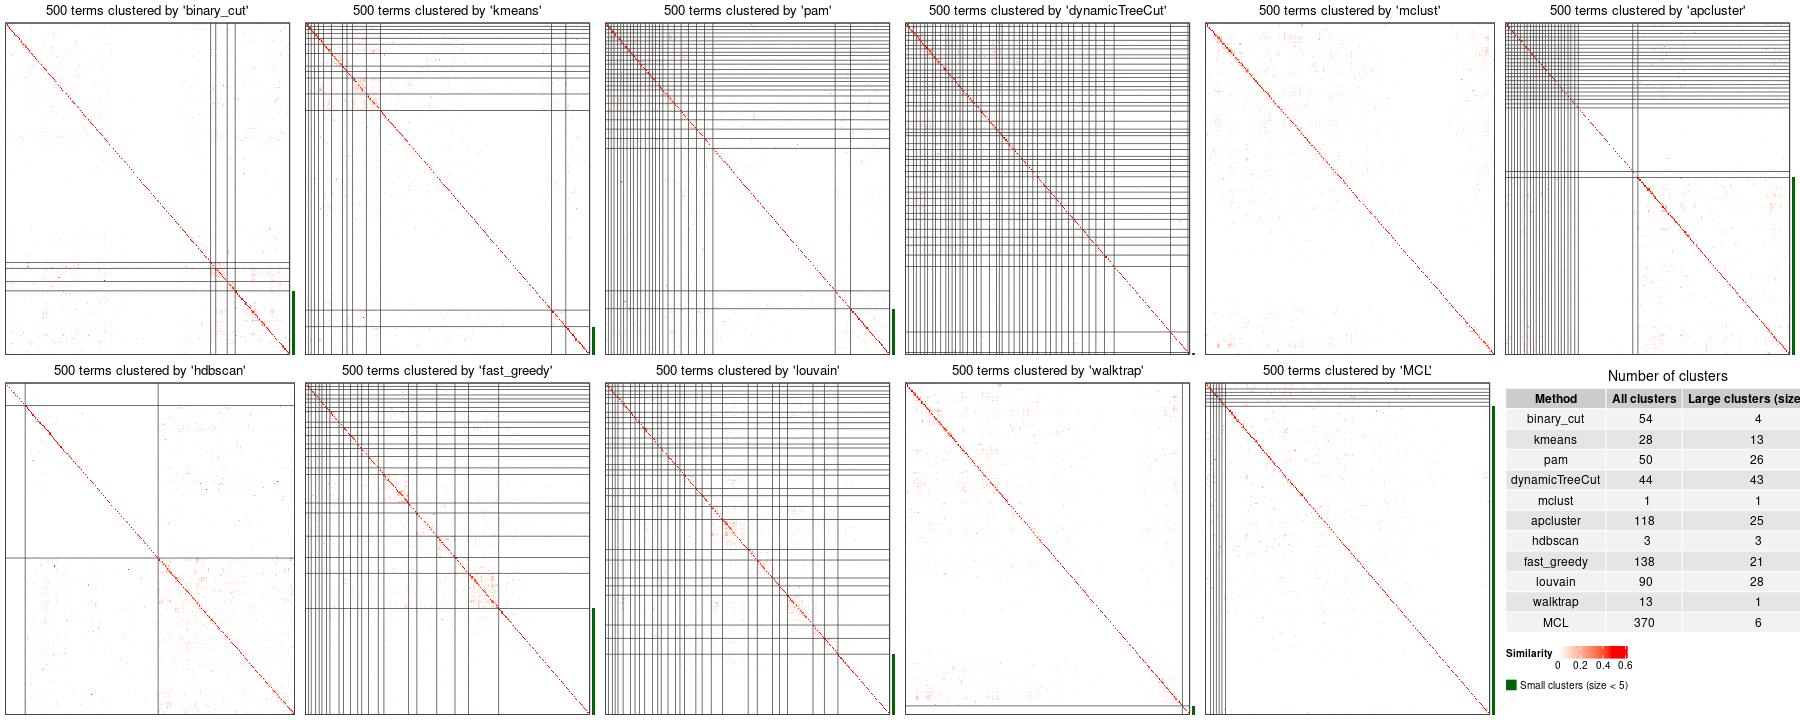 500 terms clustered by 'binary_cut'
500 terms clustered by 'kmeans'
500 terms clustered by 'pam'
500 terms clustered by 'dynamicTreeCut'
500 terms clustered by 'mclust'
500 terms clustered by 'apcluster'
500 terms clustered by 'hdbscan'
500 terms clustered by 'fast_greedy'
500 terms clustered by 'louvain'
500 terms clustered by 'walktrap'
500 terms clustered by 'MCL'
Number of clusters
Method All clusters Large clusters (size
binary_cut 54 4
kmeans 28 13
pam 50 26
dynamicTreeCut 44 43
mclust 1 1
apcluster 118 25
hdbscan 3 3
fast_greedy 138 21
louvain 90 28
walktrap 13 1
MCL 370 6
Similarity
0 0.2 0.4 0.6
Small clusters (size < 5)